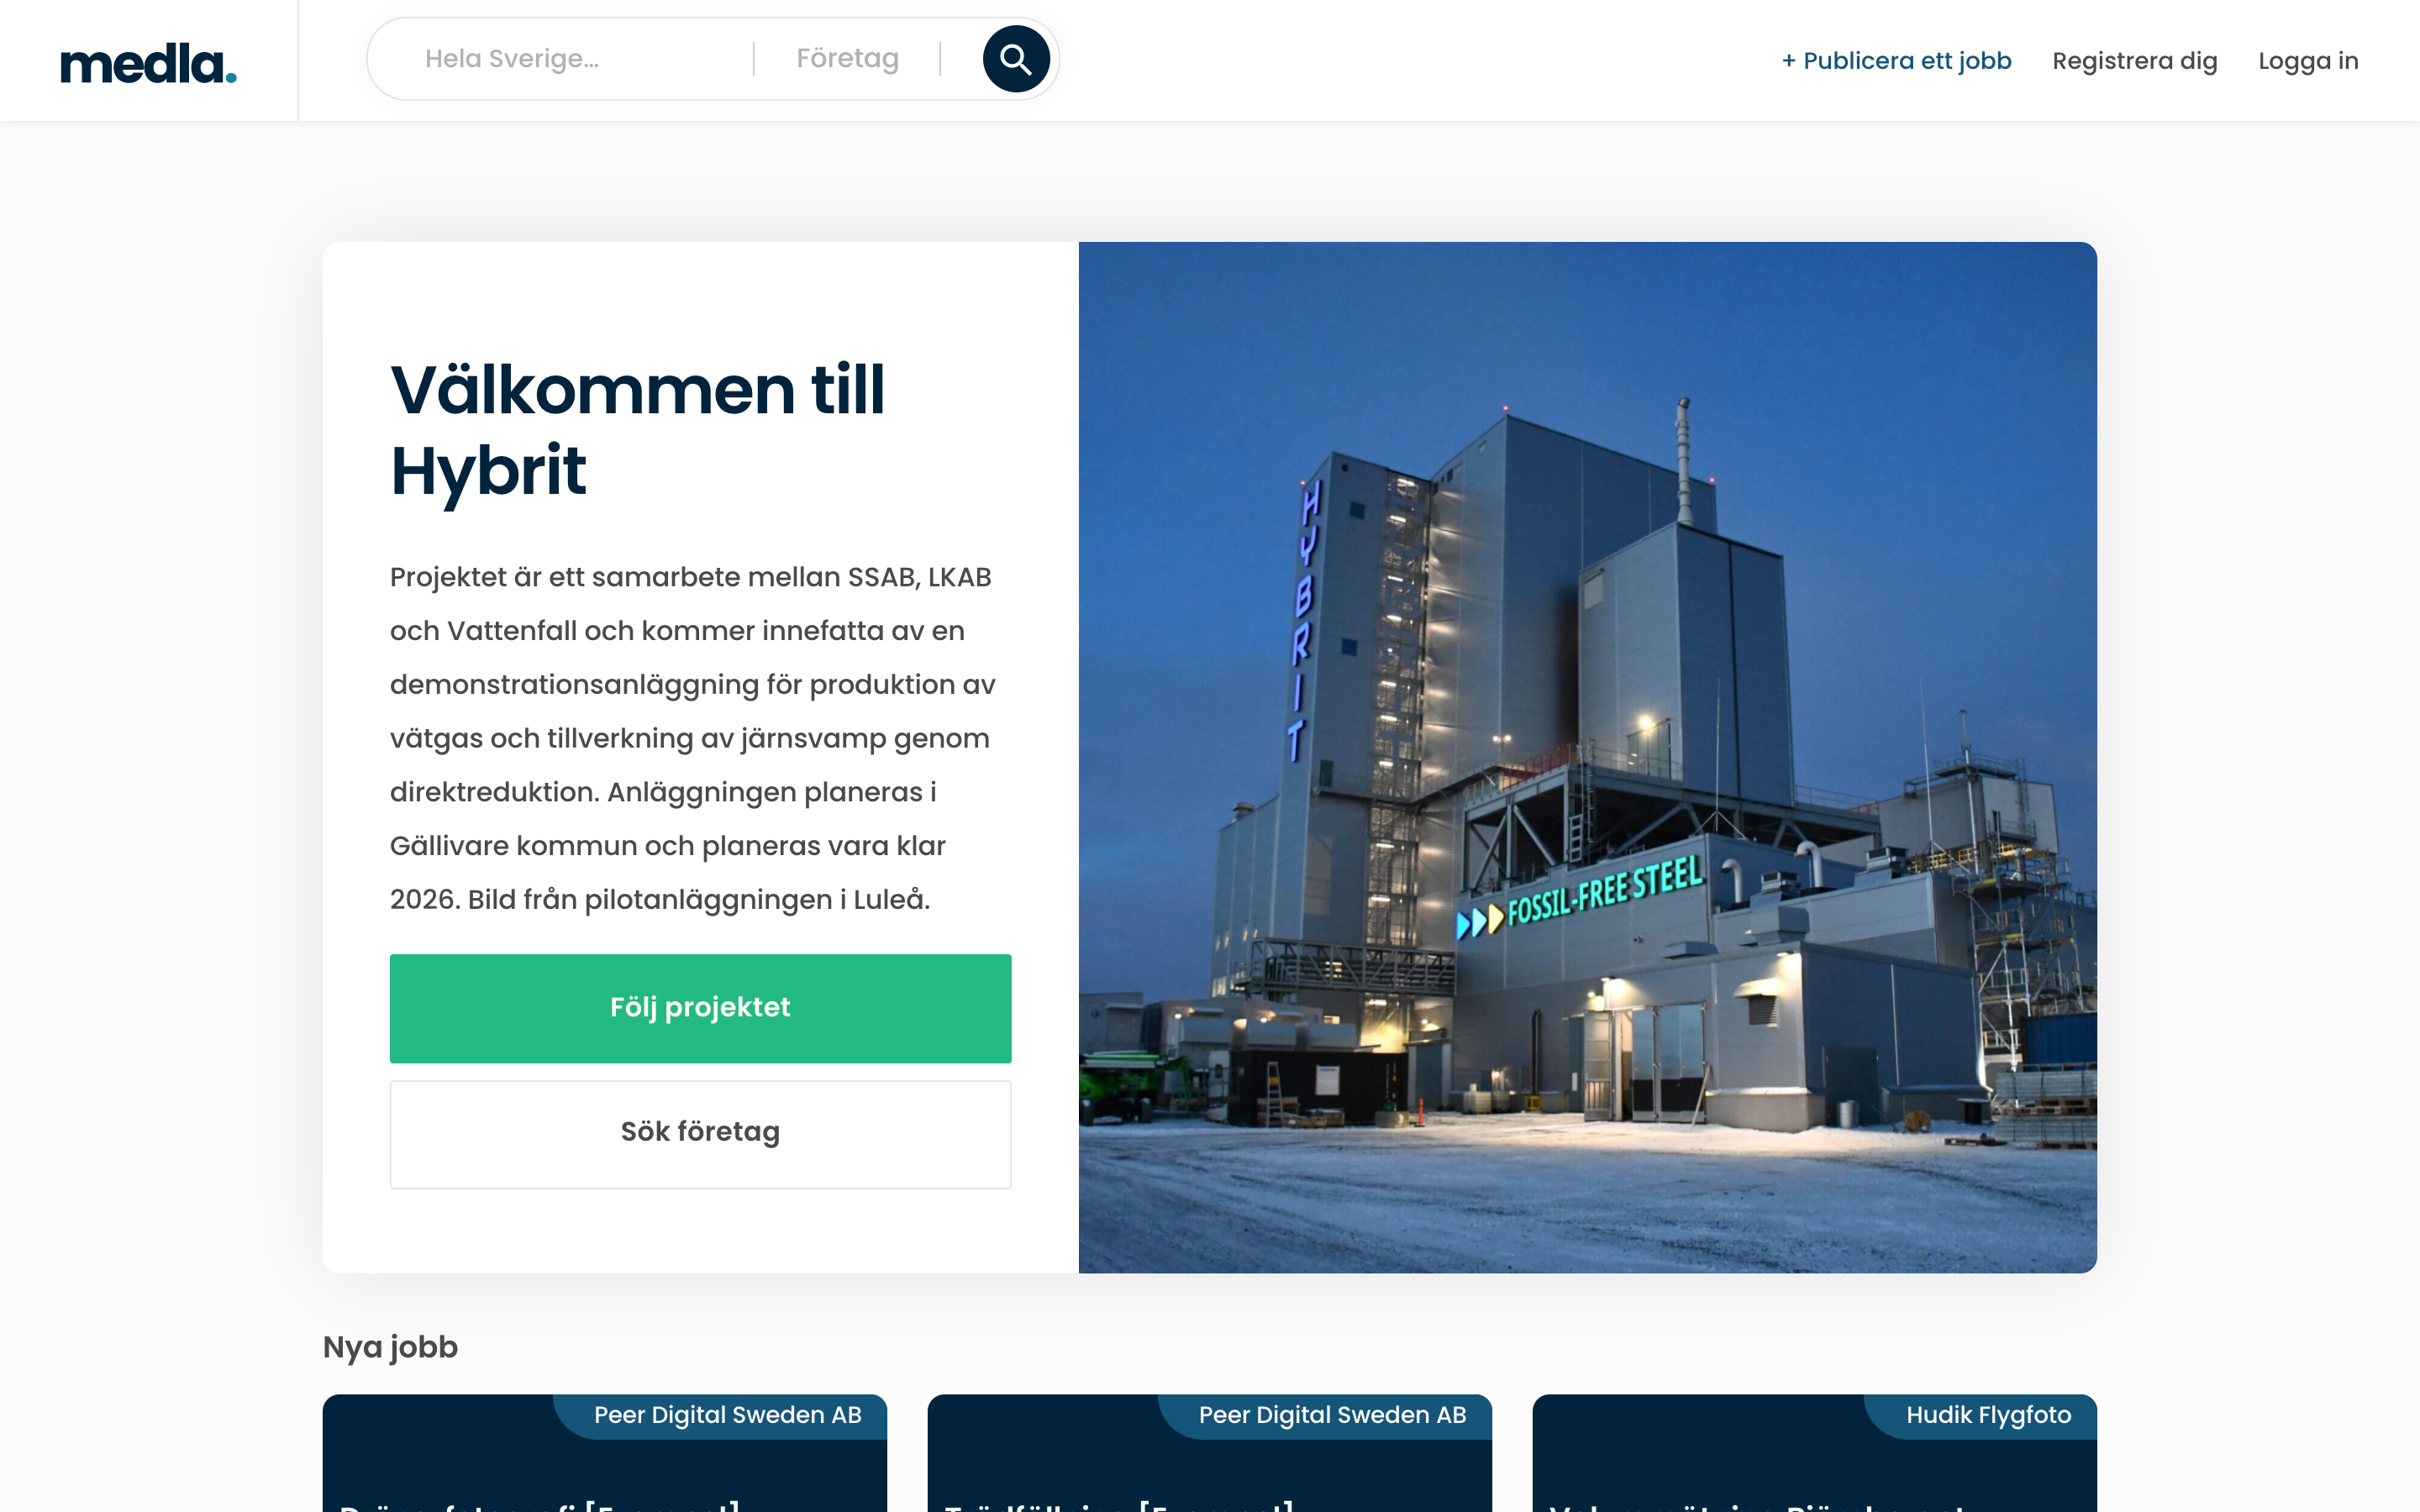 medla.
Hela Sverige...
Företag
+ Publicera ett jobb
Registrera dig
Logga in
Välkommen till
Hybrit
Projektet är ett samarbete mellan SSAB, LKAB
och Vattenfall och kommer innefatta av en
demonstrationsanläggning för produktion av
vätgas och tillverkning av järnsvamp genom
direktreduktion. Anläggningen planeras i
Gällivare kommun och planeras vara klar
2026. Bild från pilotanläggningen i Luleå.
Följ projektet
Sök företag
HYBRIT
FOSSIL-FREE STEEL
Nya jobb
Peer Digital Sweden AB
Peer Digital Sweden AB
Hudik Flygfoto